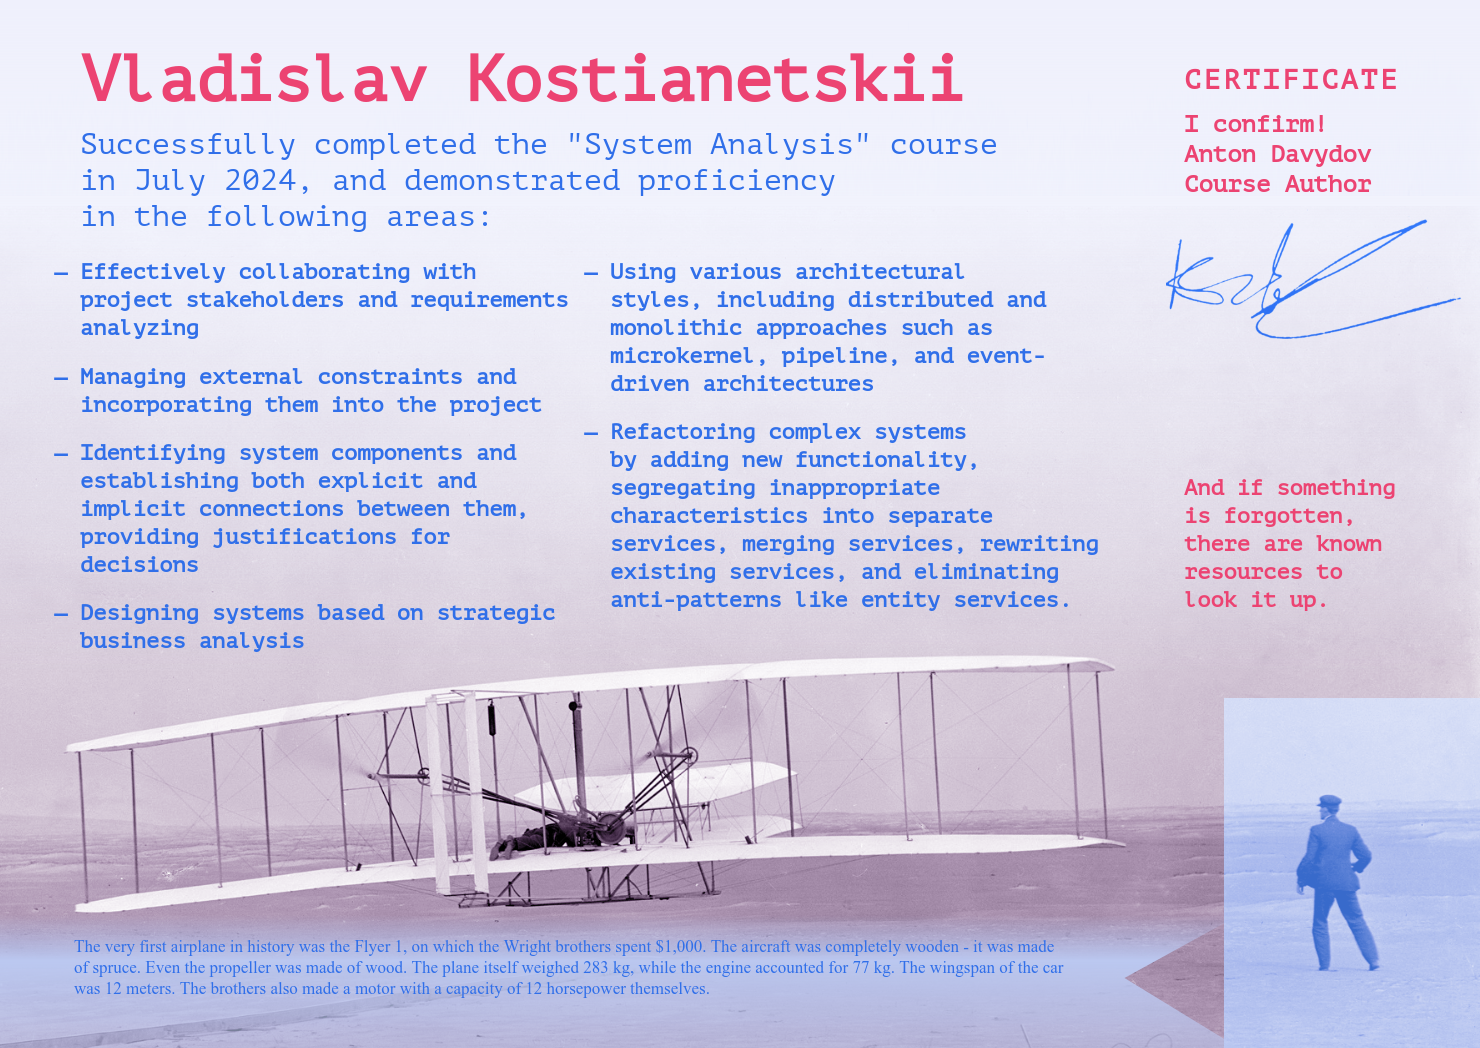 Vladislav Kostianetskii
Successfully completed the "System Analysis" course
in July 2024, and demonstrated proficiency
in the following areas:
— Effectively collaborating with
project stakeholders and requirements
analyzing
— Managing external constraints and
incorporating them into the project
— Identifying system components and
establishing both explicit and
implicit connections between them,
providing justifications for
decisions
— Designing systems based on strategic
business analysis
— Using various architectural
styles, including distributed and
monolithic approaches such as
microkernel, pipeline, and event-
driven architectures
— Refactoring complex systems
by adding new functionality,
segregating inappropriate
characteristics into separate
services, merging services, rewriting
existing services, and eliminating
anti-patterns like entity services.
CERTIFICATE
I confirm!
Anton Davydov
Course Author
And if something
is forgotten,
there are known
resources to
look it up.
The very first airplane in history was the Flyer 1, on which the Wright brothers spent $1,000. The aircraft was completely wooden - it was made
of spruce. Even the propeller was made of wood. The plane itself weighed 283 kg, while the engine accounted for 77 kg. The wingspan of the car
was 12 meters. The brothers also made a motor with a capacity of 12 horsepower themselves.